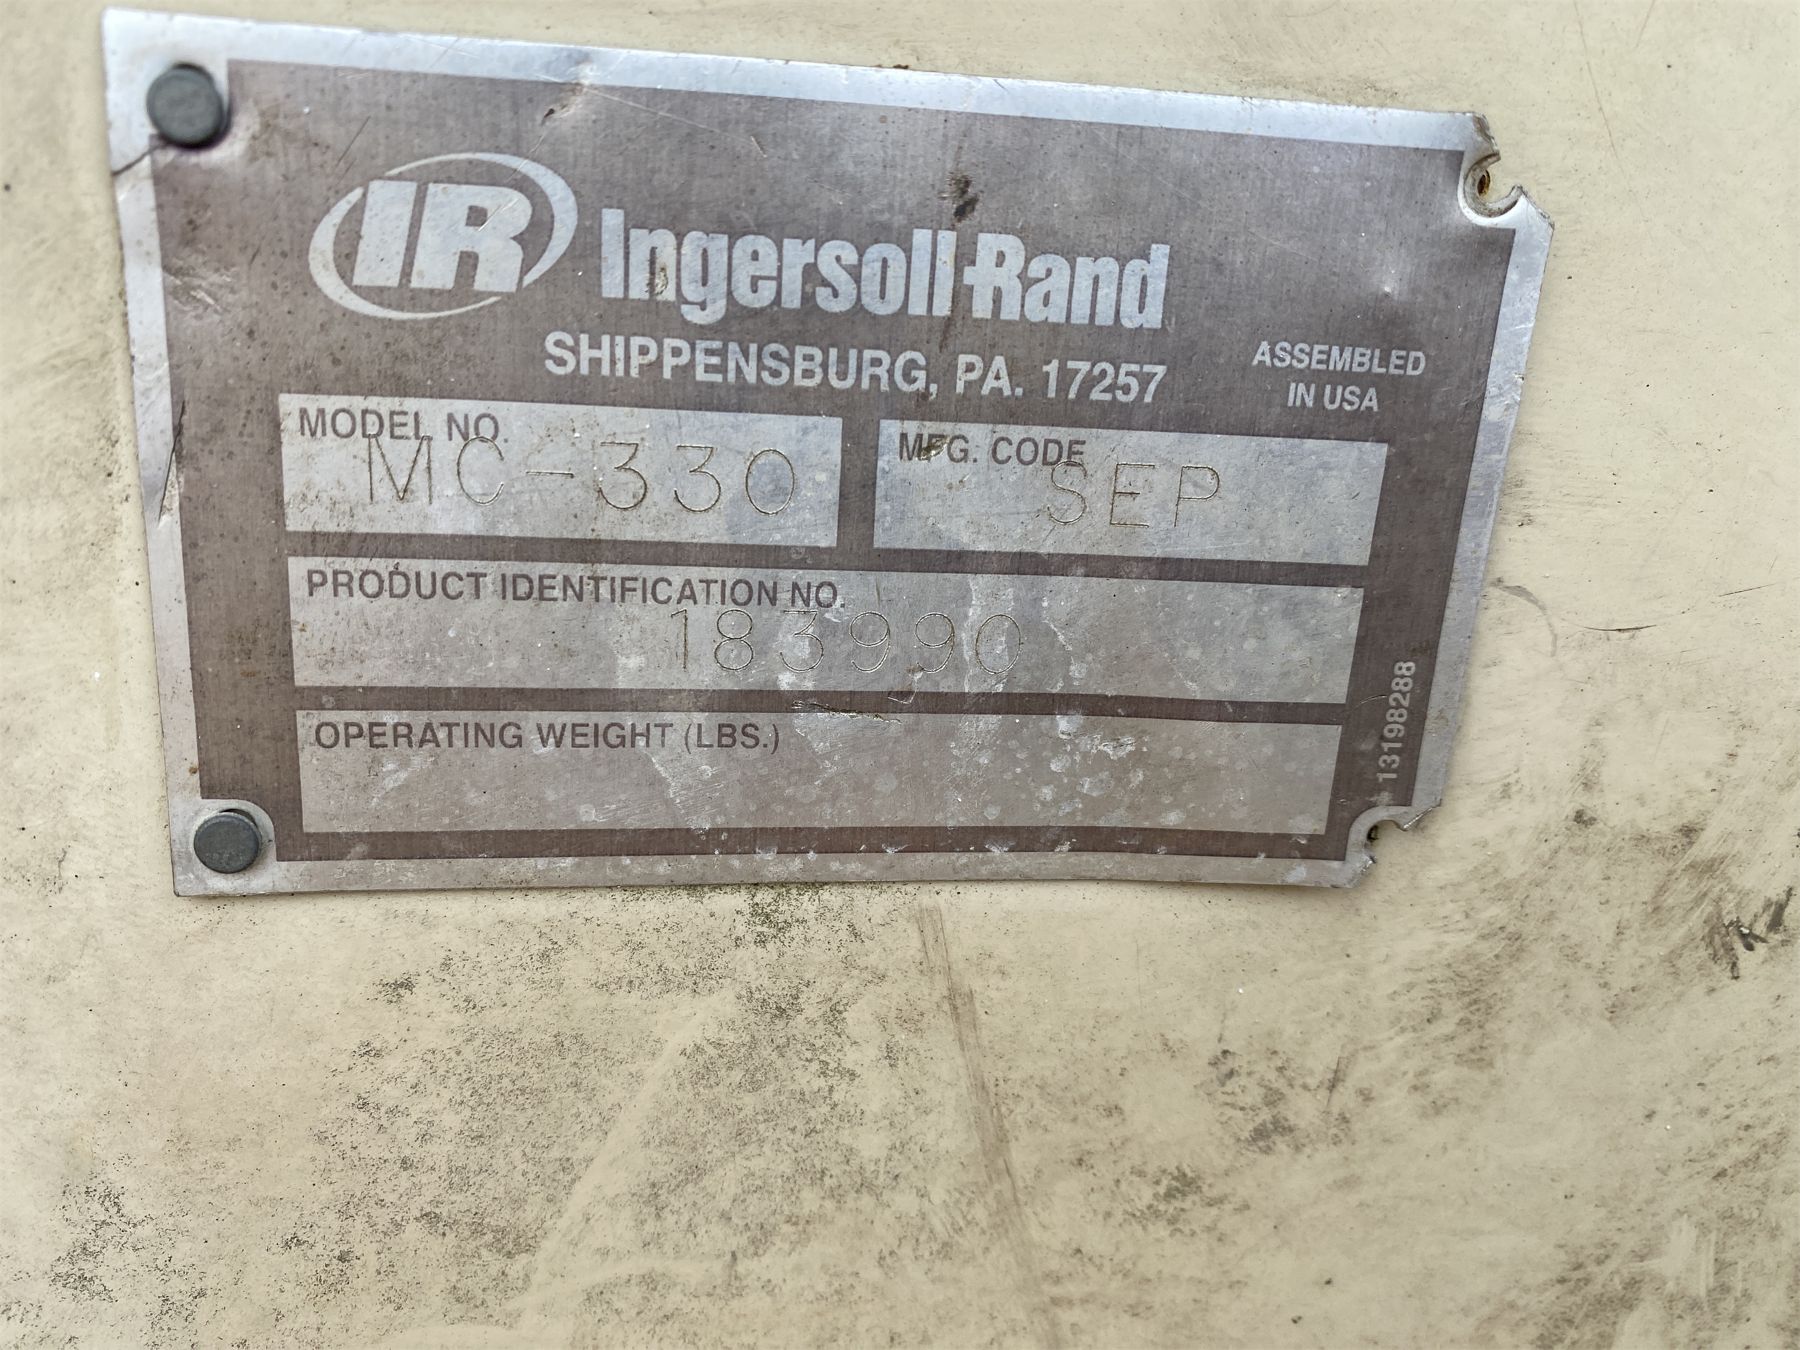 IR Ingersoll-Rand
SHIPPENSBURG, PA. 17257
ASSEMBLED
IN USA
MODEL NO.
MC-330
MFG. CODE
SEP
PRODUCT IDENTIFICATION NO.
183990
OPERATING WEIGHT (LBS.)
13198288